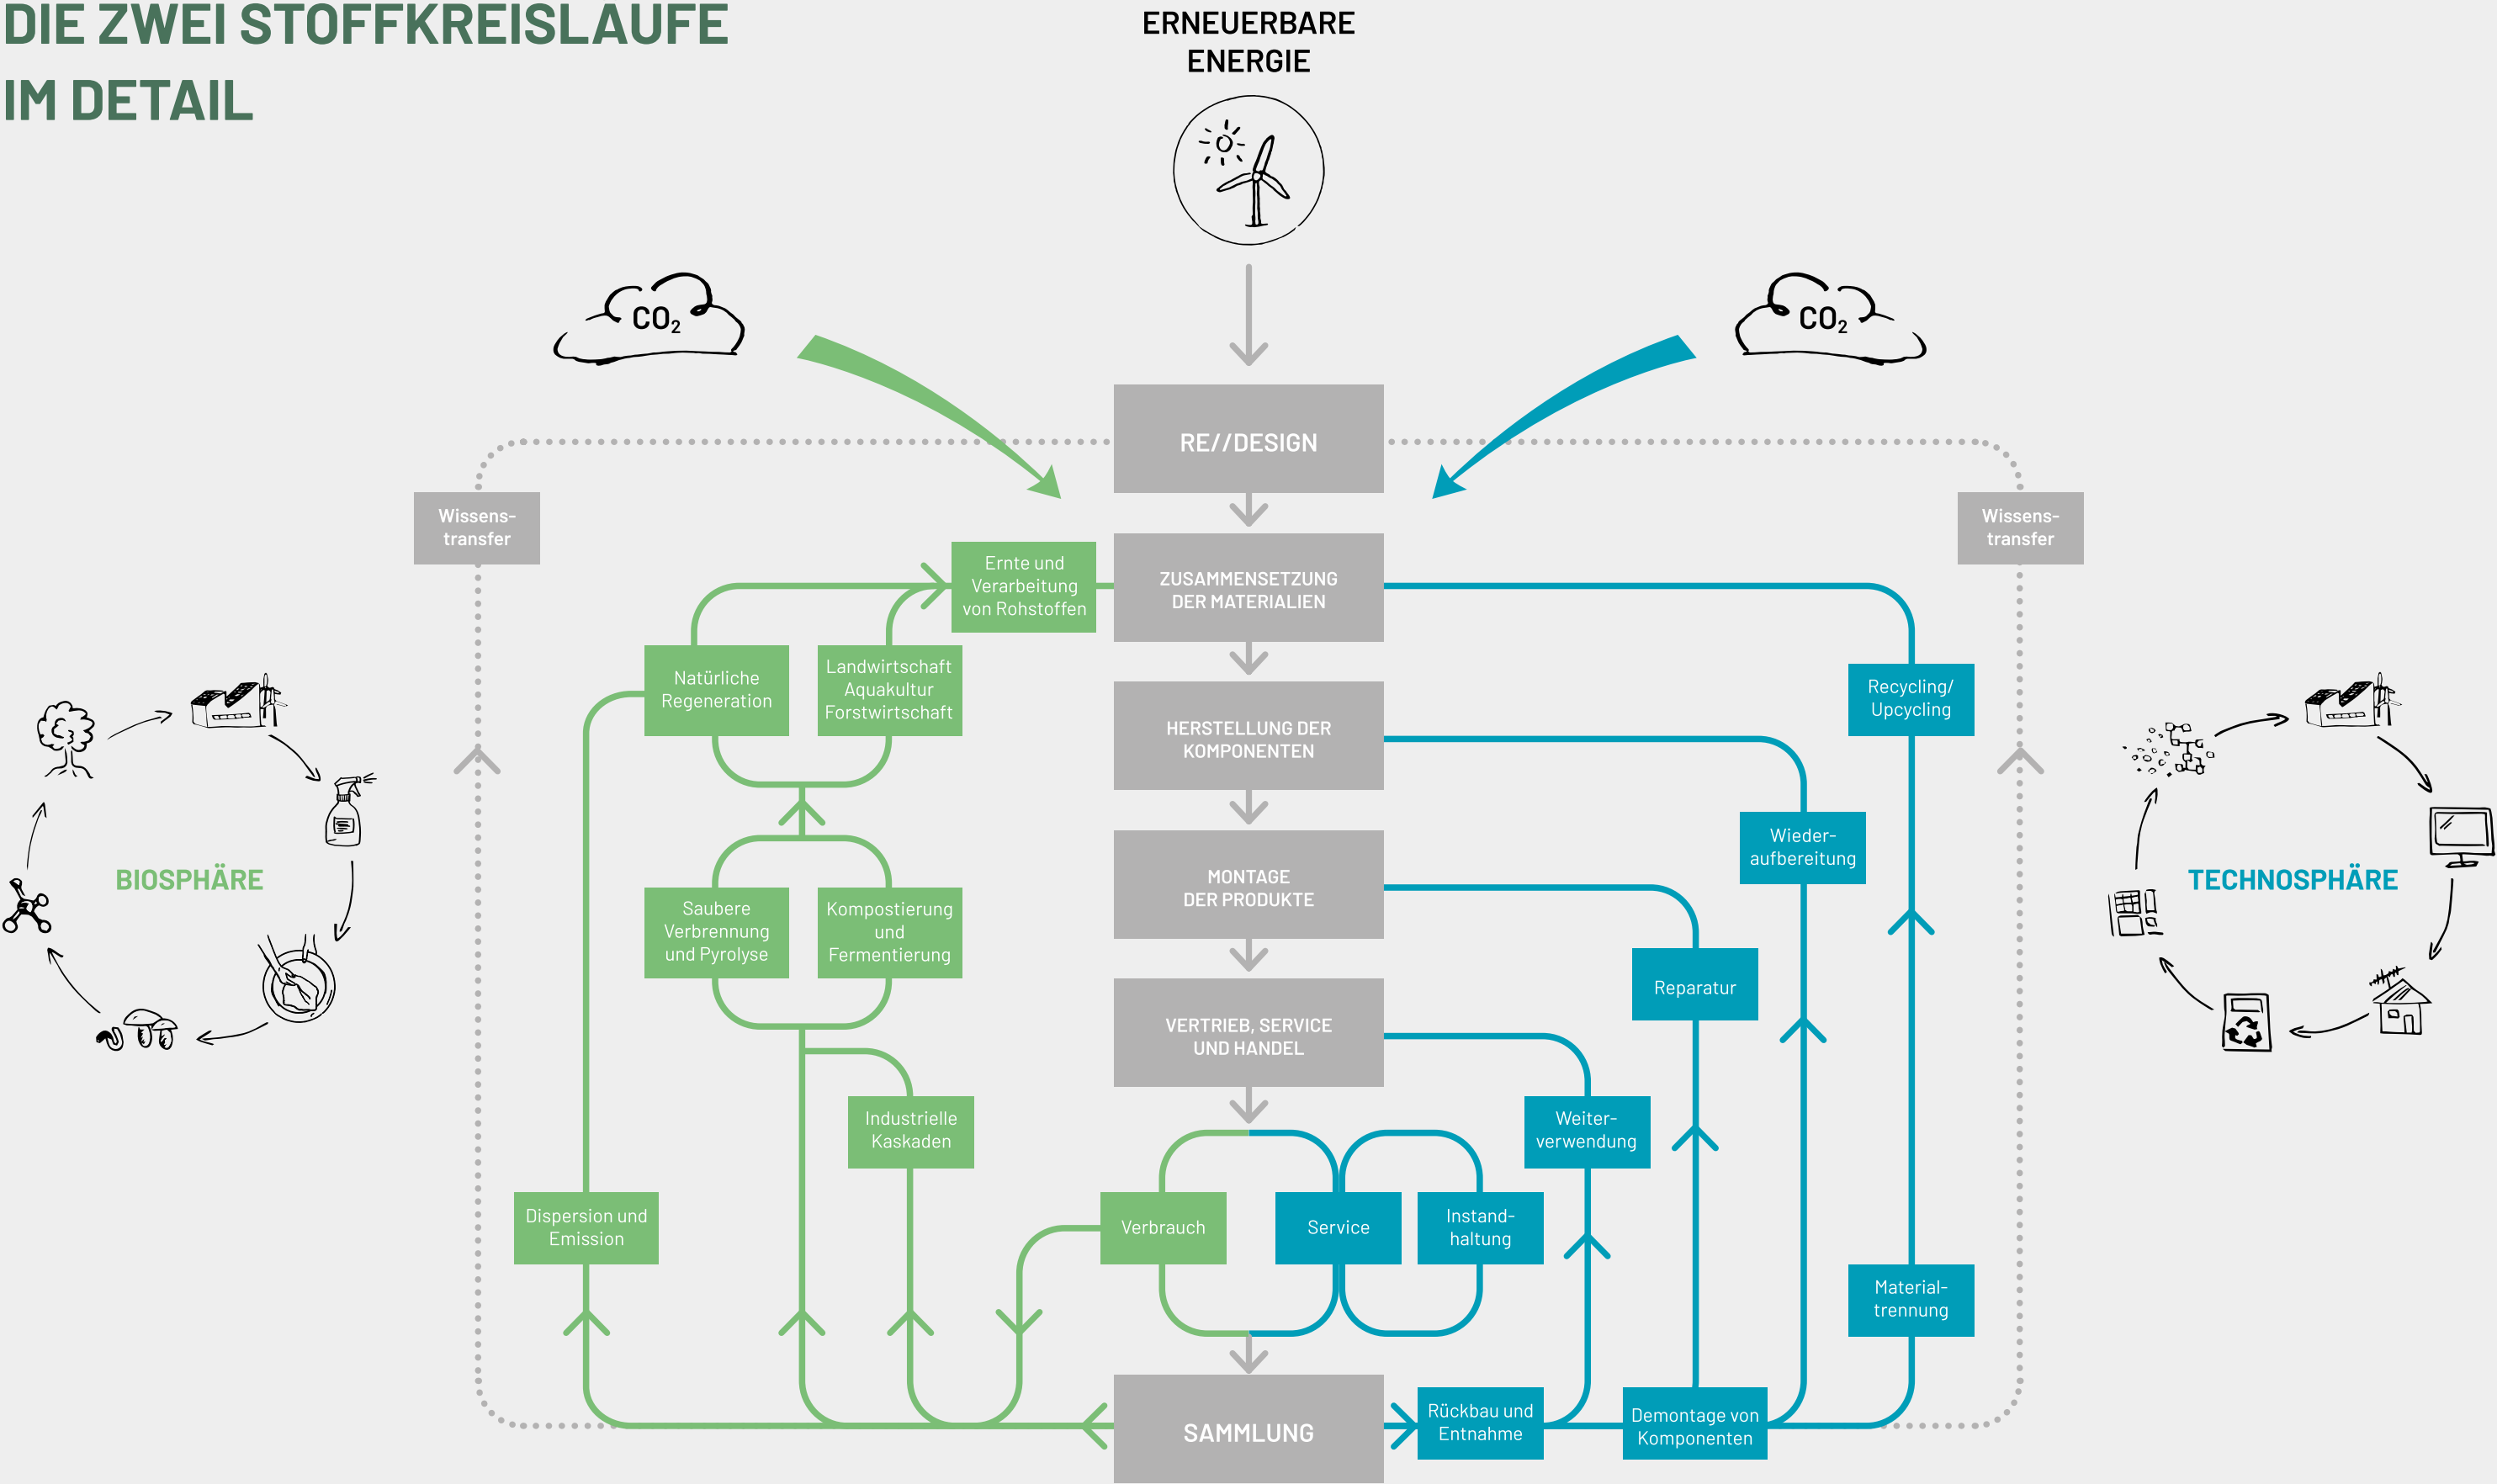 DIE ZWEI STOFFKREISLÄUFE
IM DETAIL
ERNEUERBARE
ENERGIE
CO₂
CO₂
RE//DESIGN
Wissens-
transfer
Wissens-
transfer
Ernte und
Verarbeitung
von Rohstoffen
ZUSAMMENSETZUNG
DER MATERIALIEN
Natürliche
Regeneration
Landwirtschaft
Aquakultur
Forstwirtschaft
Recycling/
Upcycling
HERSTELLUNG DER
KOMPONENTEN
Wieder-
aufbereitung
BIOSPHÄRE
MONTAGE
DER PRODUKTE
TECHNOSPHÄRE
Saubere
Verbrennung
und Pyrolyse
Kompostierung
und
Fermentierung
Reparatur
VERTRIEB, SERVICE
UND HANDEL
Industrielle
Kaskaden
Weiter-
verwendung
Dispersion und
Emission
Verbrauch
Service
Instand-
haltung
Material-
trennung
SAMMLUNG
Rückbau und
Entnahme
Demontage von
Komponenten